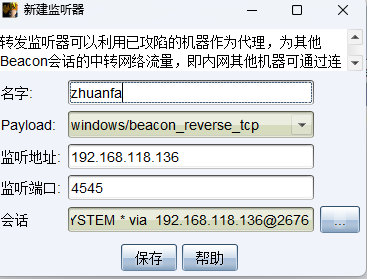 新建监听器
转发监听器可以利用已攻陷的机器作为代理，为其他
Beacon会话的中转网络流量，即内网其他机器可通过连
名字: zhuanfa
Payload: windows/beacon_reverse_tcp
监听地址: 192.168.118.136
监听端口: 4545
会话 YSTEM * via 192.168.118.136@2676 ...
保存 帮助